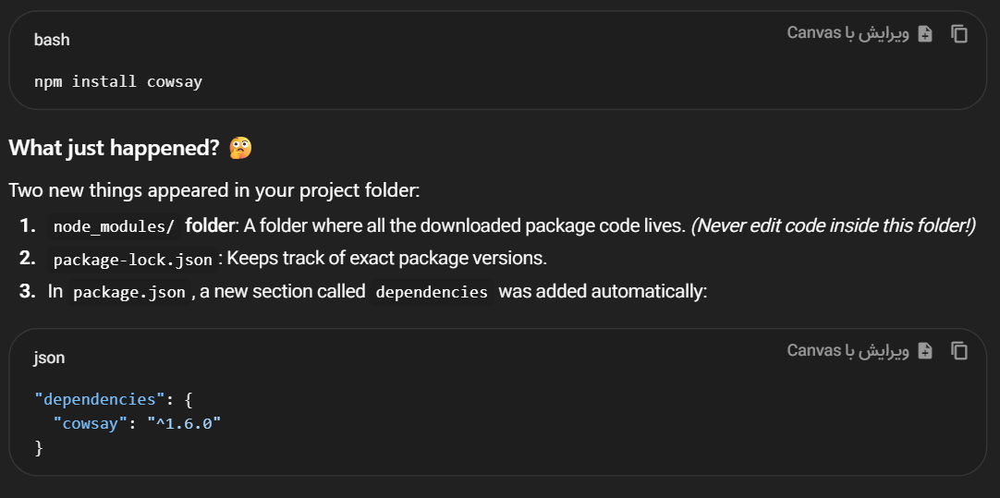 bash
ویرایش با Canvas
npm install cowsay
What just happened? 🤔
Two new things appeared in your project folder:
1. node_modules/ folder: A folder where all the downloaded package code lives. (Never edit code inside this folder!)
2. package-lock.json : Keeps track of exact package versions.
3. In package.json , a new section called dependencies was added automatically:
json
ویرایش با Canvas
"dependencies": {
"cowsay": "^1.6.0"
}